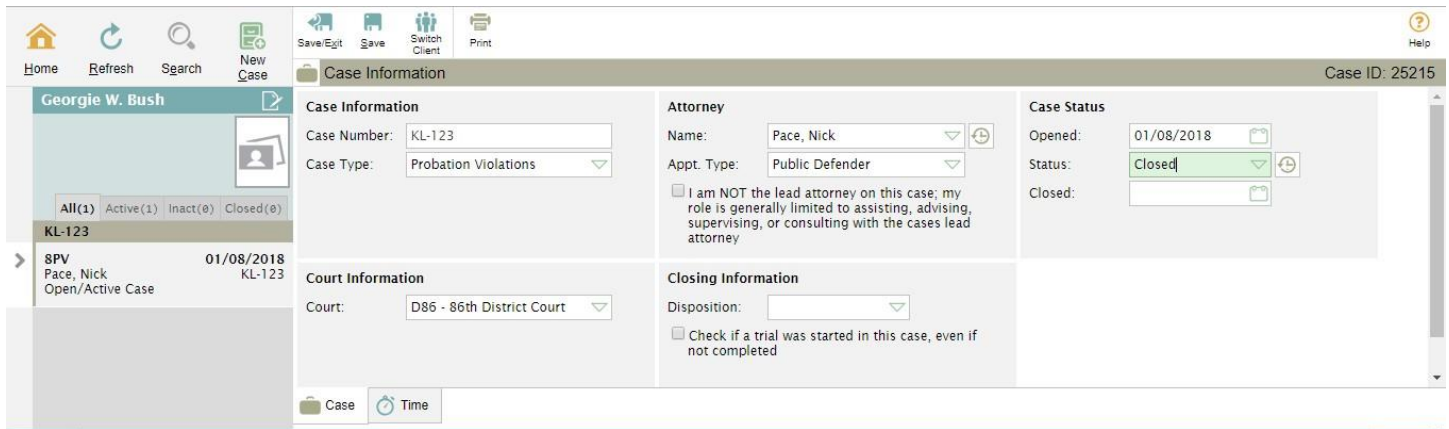 Home
Refresh
Search
New
Case
Save/Exit
Save
Switch
Client
Print
Help
Case Information
Case ID: 25215
Georgie W. Bush
All(1) Active(1) Inact(0) Closed(0)
KL-123
8PV 01/08/2018
Pace, Nick KL-123
Open/Active Case
Case Information
Case Number: KL-123
Case Type: Probation Violations
Attorney
Name: Pace, Nick
Appt. Type: Public Defender
I am NOT the lead attorney on this case; my
role is generally limited to assisting, advising,
supervising, or consulting with the cases lead
attorney
Case Status
Opened: 01/08/2018
Status: Closed
Closed:
Court Information
Court: D86 - 86th District Court
Closing Information
Disposition:
Check if a trial was started in this case, even if
not completed
Case
Time